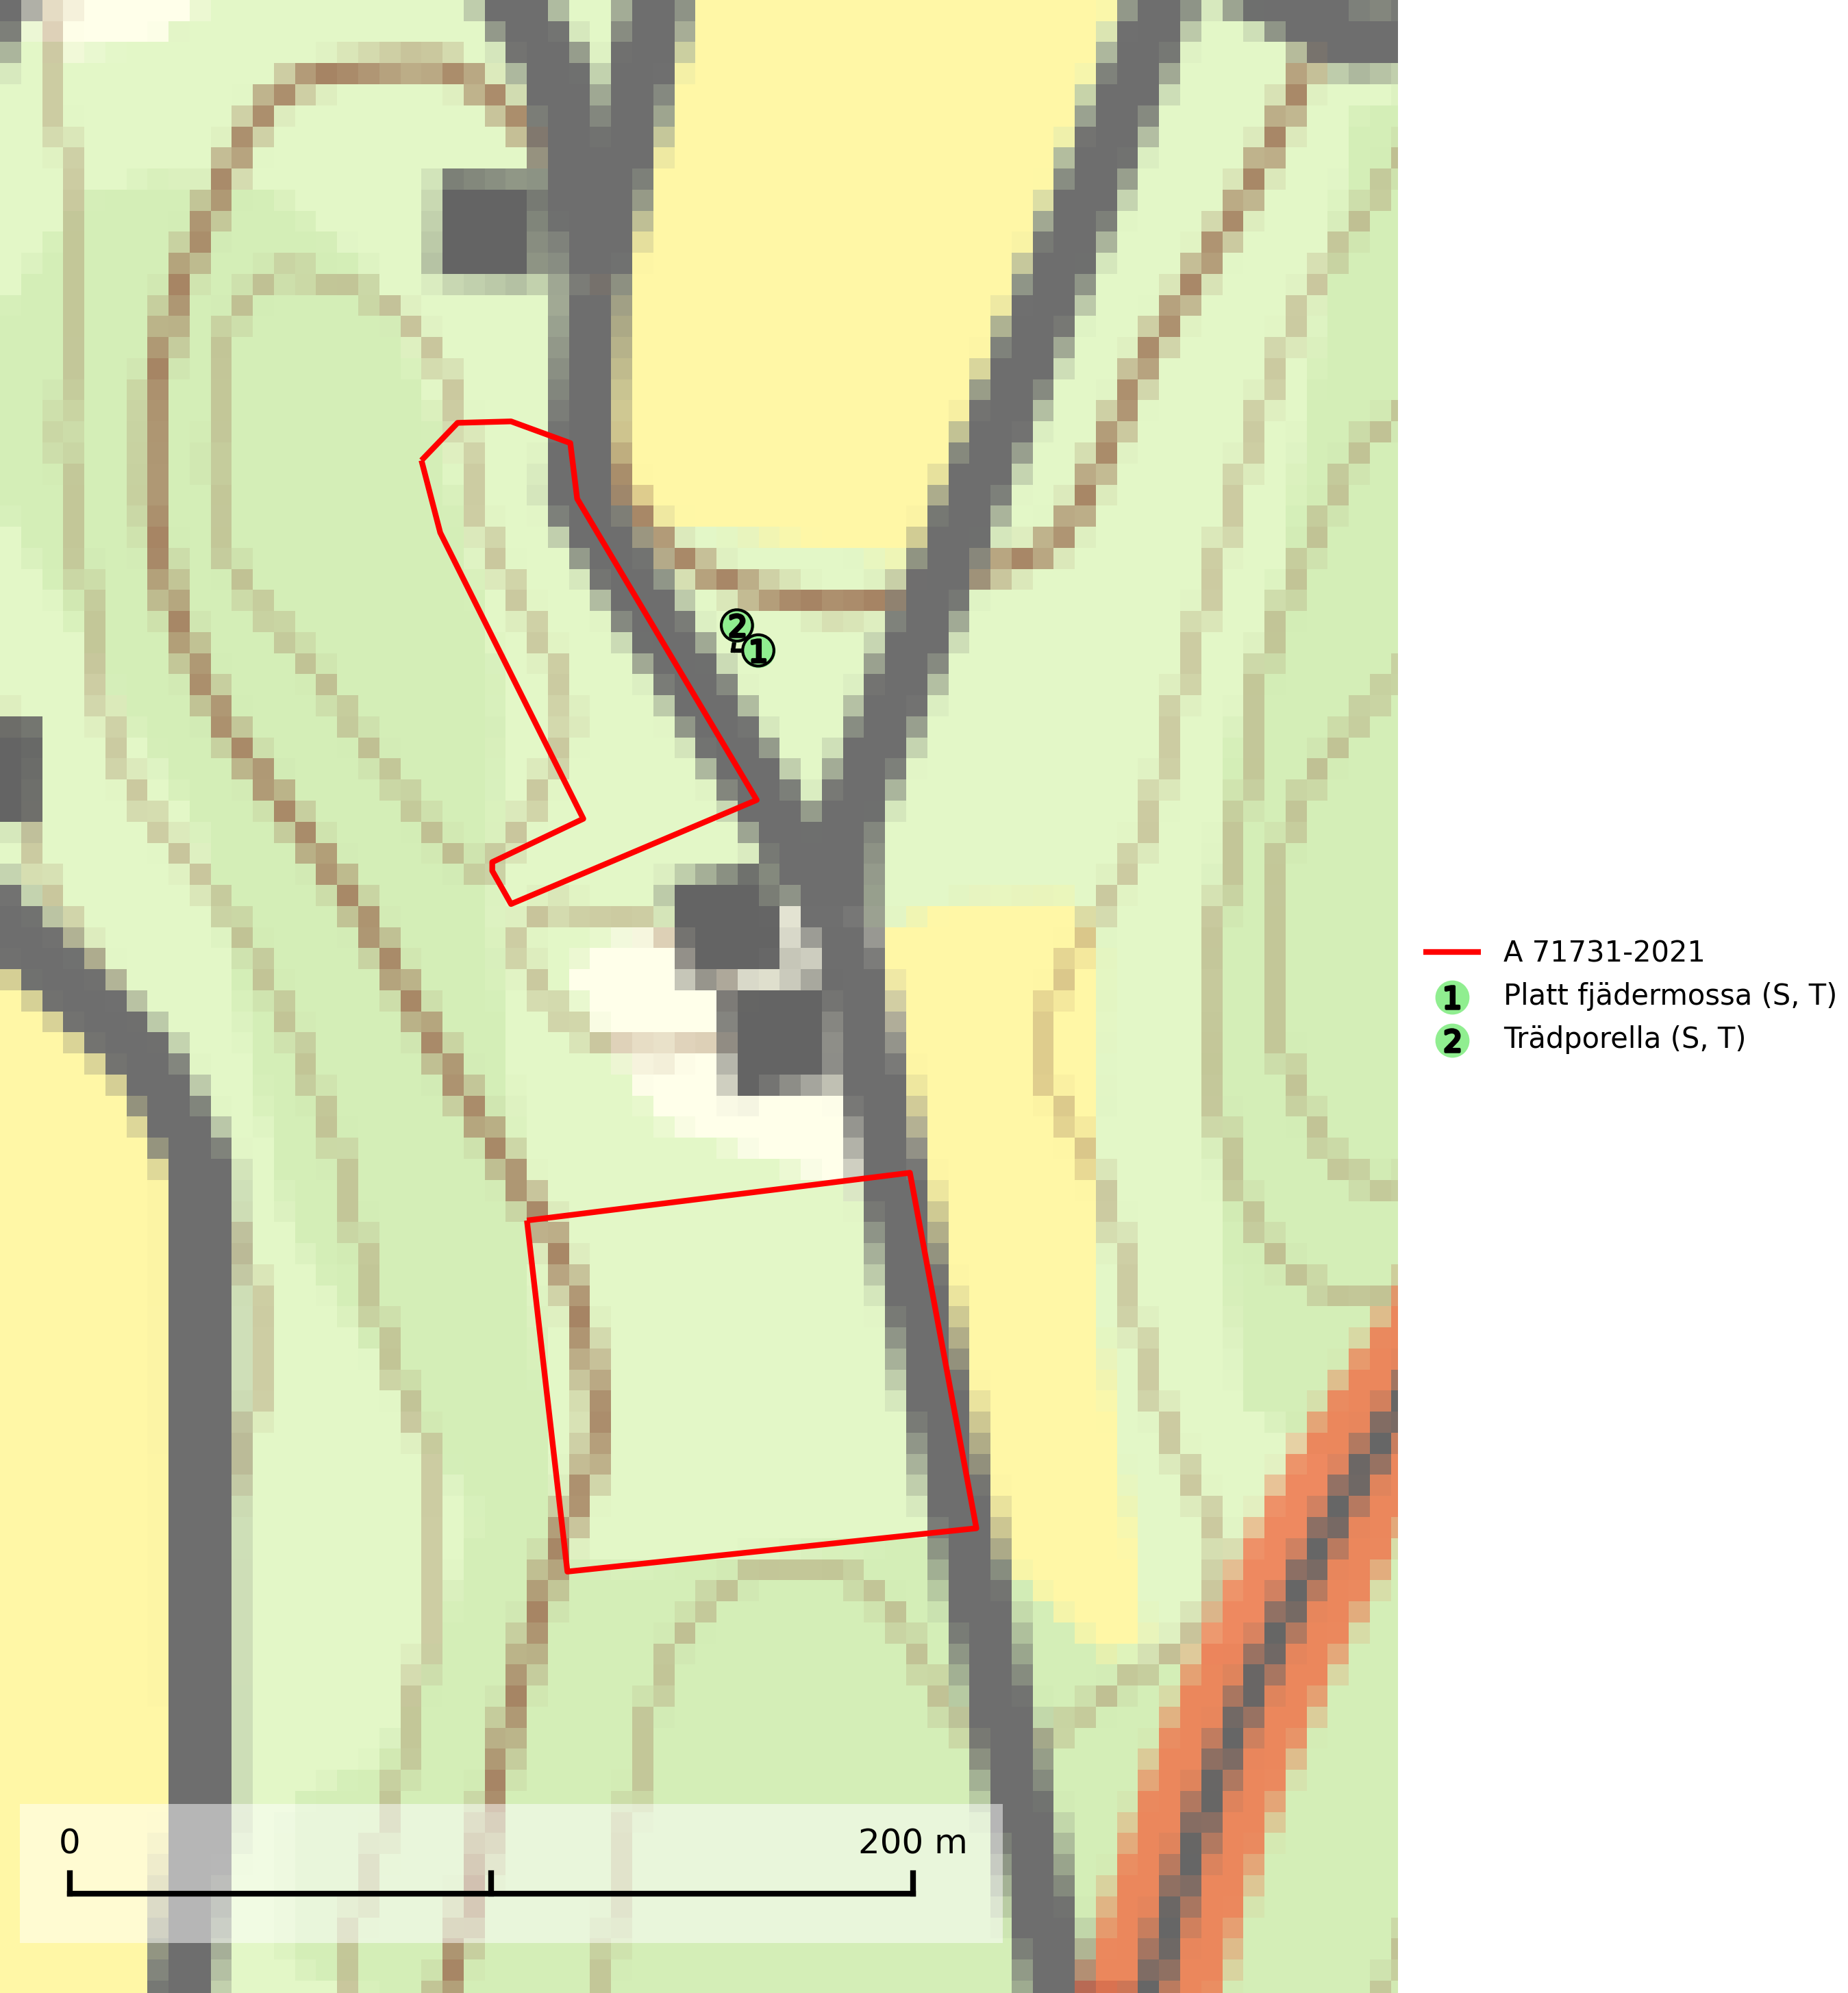 2
1
A 71731-2021
1 Platt fjädermossa (S, T)
2 Trädporella (S, T)
0 200 m